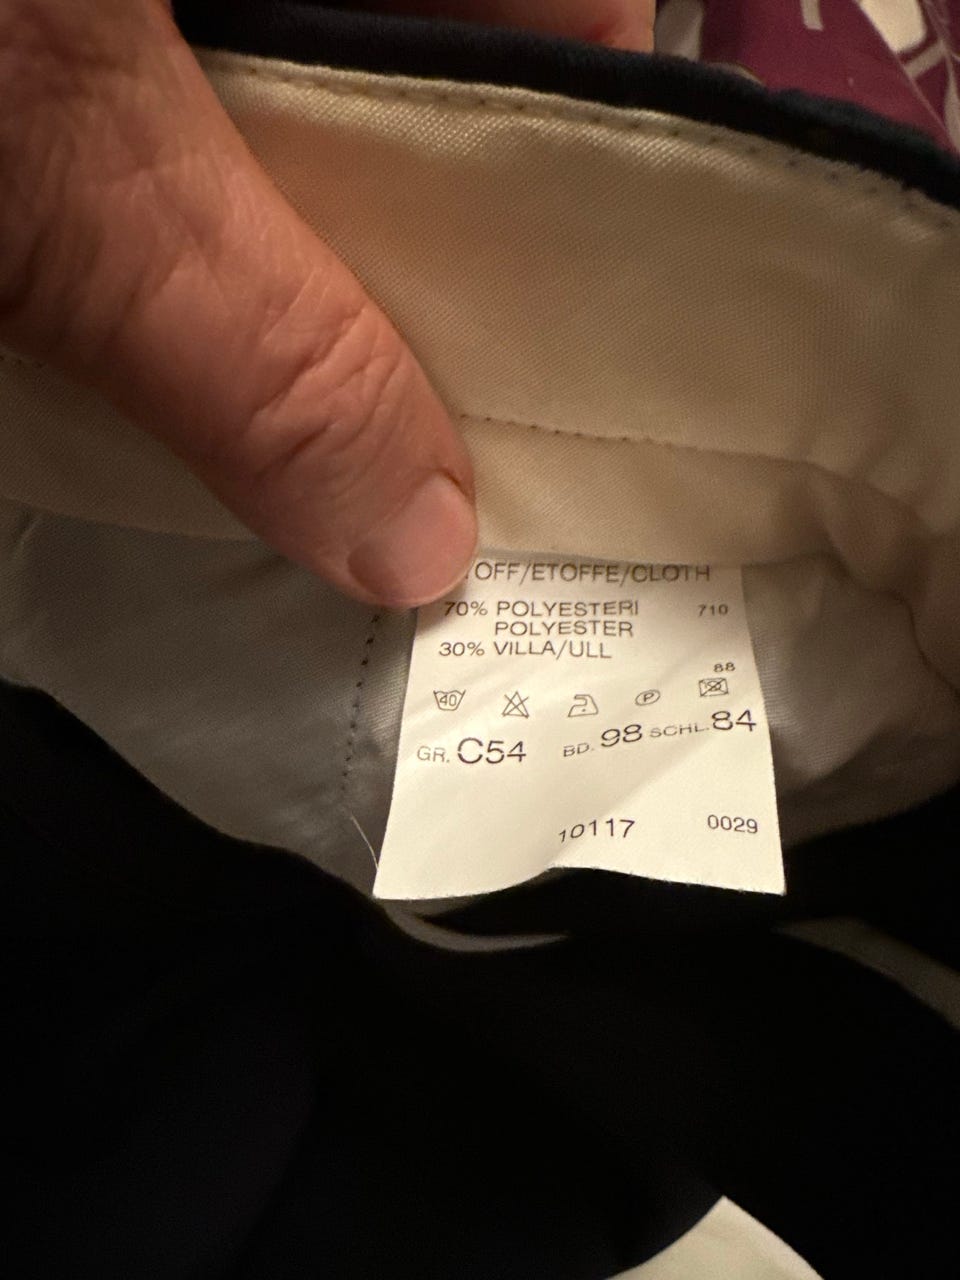 OFF/ETOFFE/CLOTH
70% POLYESTERI 710
POLYESTER
30% VILLA/ULL
88
40 P
GR. C54 BD. 98 SCHL. 84
10117 0029